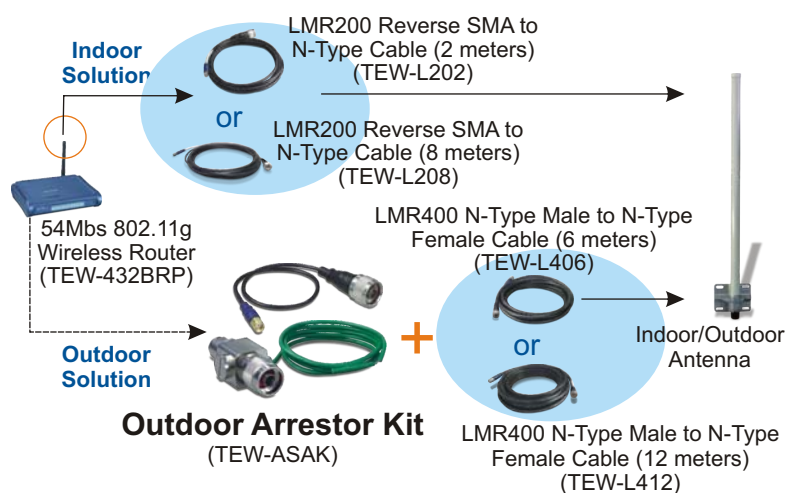 Indoor
Solution
LMR200 Reverse SMA to
N-Type Cable (2 meters)
(TEW-L202)
or
LMR200 Reverse SMA to
N-Type Cable (8 meters)
(TEW-L208)
54Mbs 802.11g
Wireless Router
(TEW-432BRP)
LMR400 N-Type Male to N-Type
Female Cable (6 meters)
(TEW-L406)
+
or
Indoor/Outdoor
Antenna
Outdoor
Solution
Outdoor Arrestor Kit
(TEW-ASAK)
LMR400 N-Type Male to N-Type
Female Cable (12 meters)
(TEW-L412)